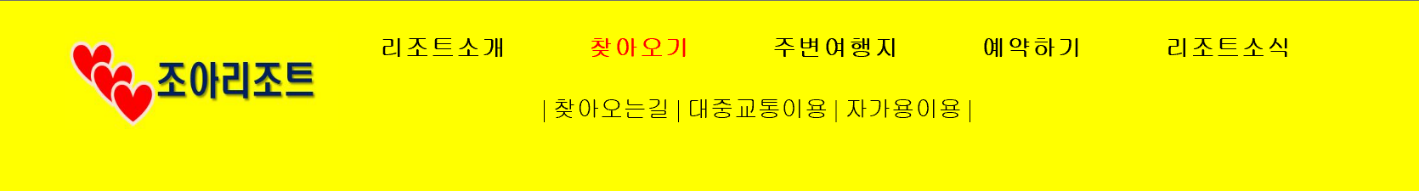 조아리조트
리조트소개 찾아오기 주변여행지 예약하기 리조트소식
| 찾아오는길 | 대중교통이용 | 자가용이용 |